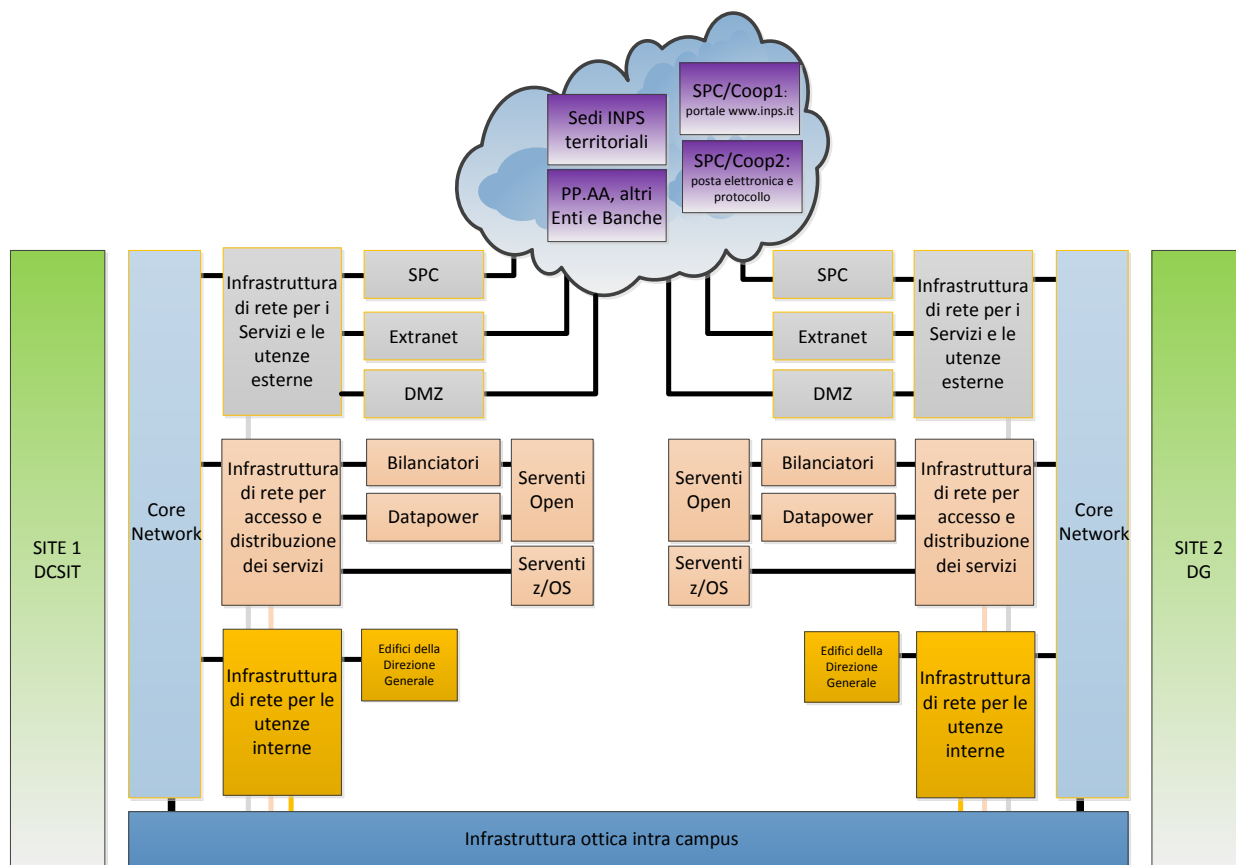 SPC/Coop1:
portale www.inps.it
Sedi INPS
territoriali
SPC/Coop2:
posta elettronica e
protocollo
PP.AA, altri
Enti e Banche
SITE 1
DCSIT
Core
Network
Infrastruttura
di rete per i
Servizi e le
utenze
esterne
SPC
Extranet
DMZ
Infrastruttura
di rete per
accesso e
distribuzione
dei servizi
Bilanciatori
Datapower
Serventi
Open
Serventi
z/OS
Infrastruttura
di rete per le
utenze
interne
Edifici della
Direzione
Generale
SPC
Extranet
DMZ
Infrastruttura
di rete per i
Servizi e le
utenze
esterne
Serventi
Open
Serventi
z/OS
Bilanciatori
Datapower
Infrastruttura
di rete per
accesso e
distribuzione
dei servizi
Edifici della
Direzione
Generale
Infrastruttura
di rete per le
utenze
interne
Core
Network
SITE 2
DG
Infrastruttura ottica intra campus